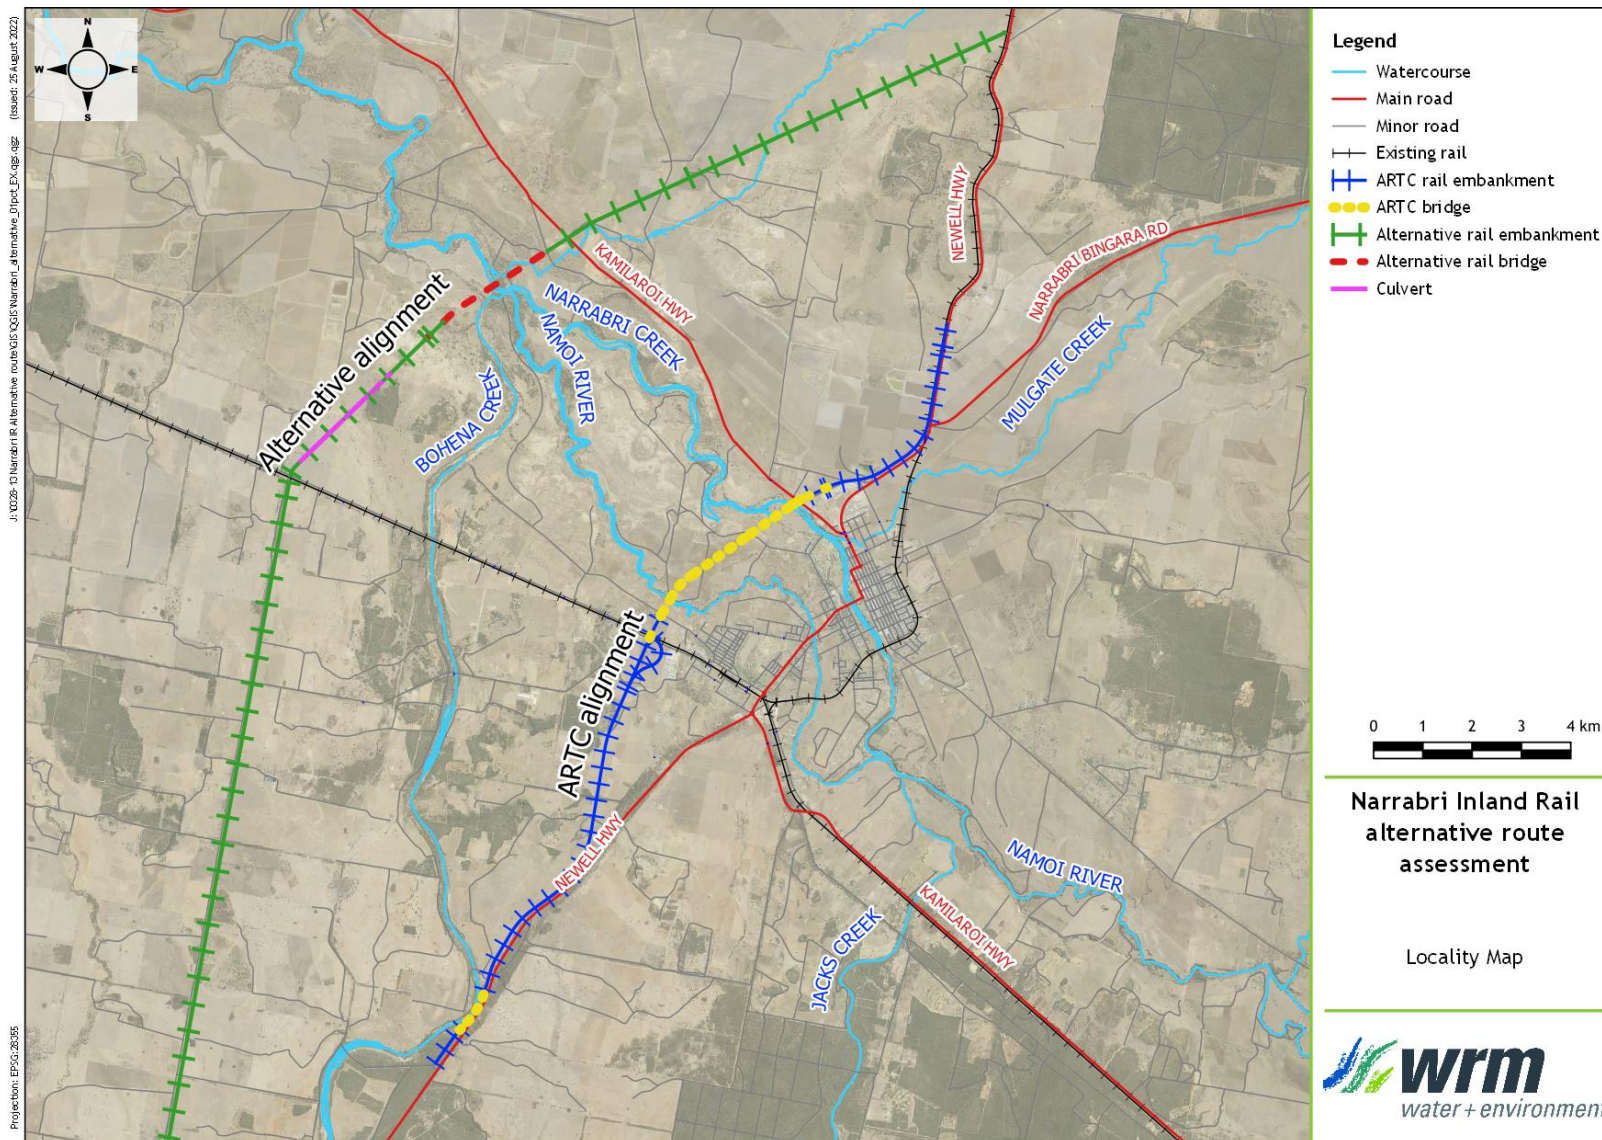 (Issued: 25 August 2022)
N
W
E
S
Legend
Watercourse
Main road
Minor road
Existing rail
ARTC rail embankment
ARTC bridge
Alternative rail embankment
Alternative rail bridge
Culvert
NEWELL HWY
NARRABRI BINGARA RD
KAMILAROI HWY
NARRABRI CREEK
NAMOI RIVER
MULGATE CREEK
Alternative alignment
BOHENA CREEK
ARTC alignment
NEWELL HWY
NAMOI RIVER
KAMILAROI HWY
JACKS CREEK
0 1 2 3 4 km
Narrabri Inland Rail
alternative route
assessment
Locality Map
wrm
water + environment
Projection: EPSG:28355